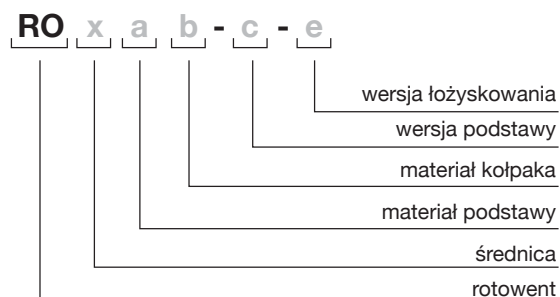 RO x a b - c - e
wersja łożyskowania
wersja podstawy
materiał kołpaka
materiał podstawy
średnica
rotowent